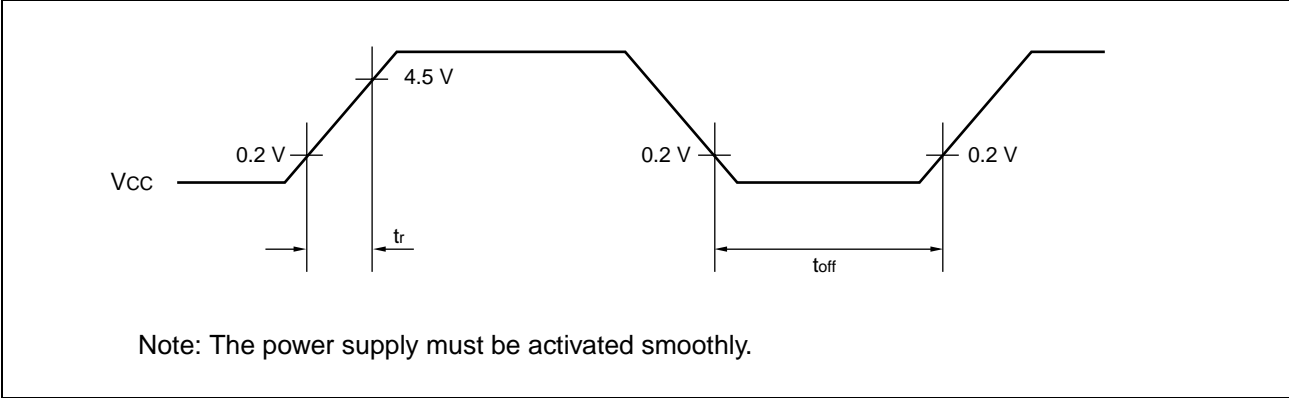 4.5 V
0.2 V
0.2 V
0.2 V
VCC
tr
toff
Note: The power supply must be activated smoothly.